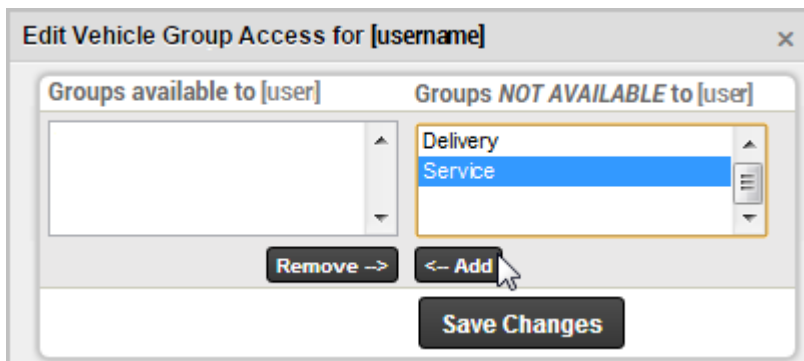 Edit Vehicle Group Access for [username] ×
Groups available to [user]
Groups NOT AVAILABLE to [user]
Delivery
Service
Remove -->
<-- Add
Save Changes